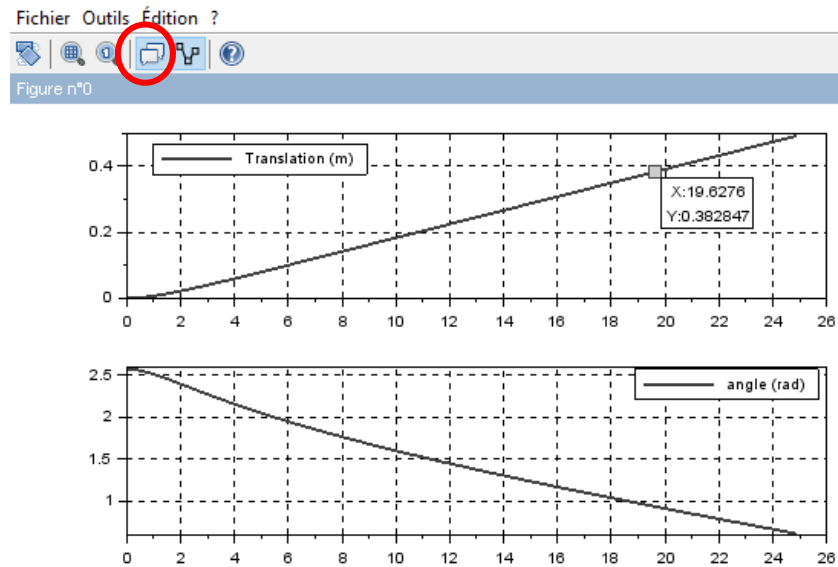 Fichier Outils Édition ?
Figure n°0
Translation (m)
0.4
X:19.6276
Y:0.382847
0.2
0
0 2 4 6 8 10 12 14 16 18 20 22 24 26
angle (rad)
2.5
2
1.5
1
0 2 4 6 8 10 12 14 16 18 20 22 24 26